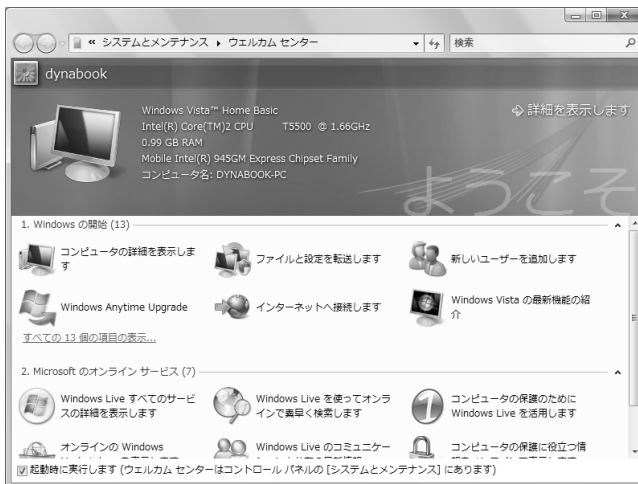 « システムとメンテナンス ▸ ウェルカム センター
検索
dynabook
詳細を表示します
Windows Vista™ Home Basic
Intel(R) Core(TM)2 CPU T5500 @ 1.66GHz
0.99 GB RAM
Mobile Intel(R) 945GM Express Chipset Family
コンピュータ名: DYNABOOK-PC
ようこそ
1. Windows の開始 (13)
コンピュータの詳細を表示しま
す
ファイルと設定を転送します
新しいユーザーを追加します
Windows Anytime Upgrade
インターネットへ接続します
Windows Vista の最新機能の紹
介
すべての 13 個の項目の表示...
2. Microsoft のオンライン サービス (7)
Windows Live すべてのサービ
スの詳細を表示します
Windows Live を使ってオンラ
インで素早く検索します
コンピュータの保護のために
Windows Live を活用します
オンラインの Windows
Windows Live のコミュニケー
コンピュータの保護に役立つ情
起動時に実行します (ウェルカム センターはコントロール パネルの [システムとメンテナンス] にあります)